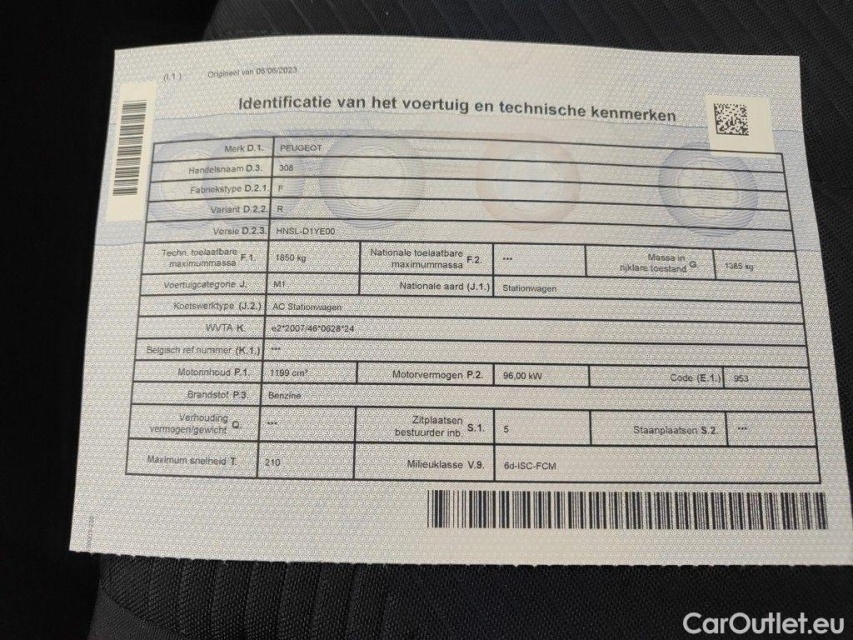 (I.1.) Origineel van 06/06/2023
Identificatie van het voertuig en technische kenmerken
Merk D.1. PEUGEOT
Handelsnaam D.3. 308
Fabriekstype D.2.1. F
Variant D.2.2. R
Versie D.2.3. HNSL-D1YE00
Techn. toelaatbare maximummassa F.1. 1850 kg Nationale toelaatbare maximummassa F.2. *** Massa in rijklare toestand G. 1385 kg
Voertuigcategorie J. M1 Nationale aard (J.1.) Stationwagen
Koetswerktype (J.2.) AC Stationwagen
WVTA K. e2*2007/46*0628*24
Belgisch ref.nummer (K.1.) ***
Motorinhoud P.1. 1199 cm³ Motorvermogen P.2. 96,00 kW Code (E.1.) 953
Brandstof P.3. Benzine
Verhouding vermogen/gewicht Q. *** Zitplaatsen bestuurder inb. S.1. 5 Staanplaatsen S.2. ***
Maximum snelheid T. 210 Milieuklasse V.9. 6d-ISC-FCM
CarOutlet.eu